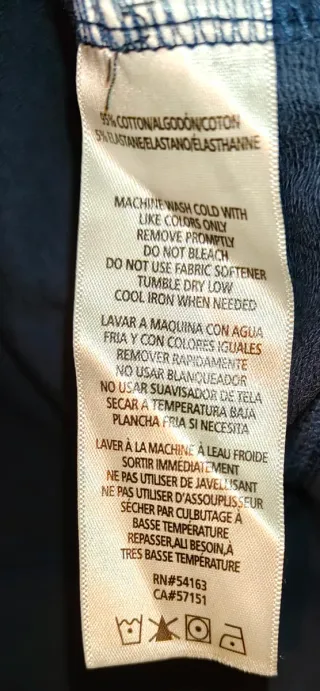 95% COTTON/ALGODÓN/COTON
5% ELASTANE/ELASTANO/ÉLASTHANNE
MACHINE WASH COLD WITH
LIKE COLORS ONLY
REMOVE PROMPTLY
DO NOT BLEACH
DO NOT USE FABRIC SOFTENER
TUMBLE DRY LOW
COOL IRON WHEN NEEDED
LAVAR A MAQUINA CON AGUA
FRIA Y CON COLORES IGUALES
REMOVER RAPIDAMENTE
NO USAR BLANQUEADOR
NO USAR SUAVISADOR DE TELA
SECAR A TEMPERATURA BAJA
PLANCHA FRIA SI NECESITA
LAVER À LA MACHINE À LEAU FROIDE
SORTIR IMMÉDIATEMENT
NE PAS UTILISER DE JAVELLISANT
NE PAS UTILISER D'ASSOUPLISSEUR
SÉCHER PAR CULBUTAGE À
BASSE TEMPÉRATURE
REPASSER,ALI BESOIN,À
TRES BASSE TEMPÉRATURE
RN#54163
CA#57151